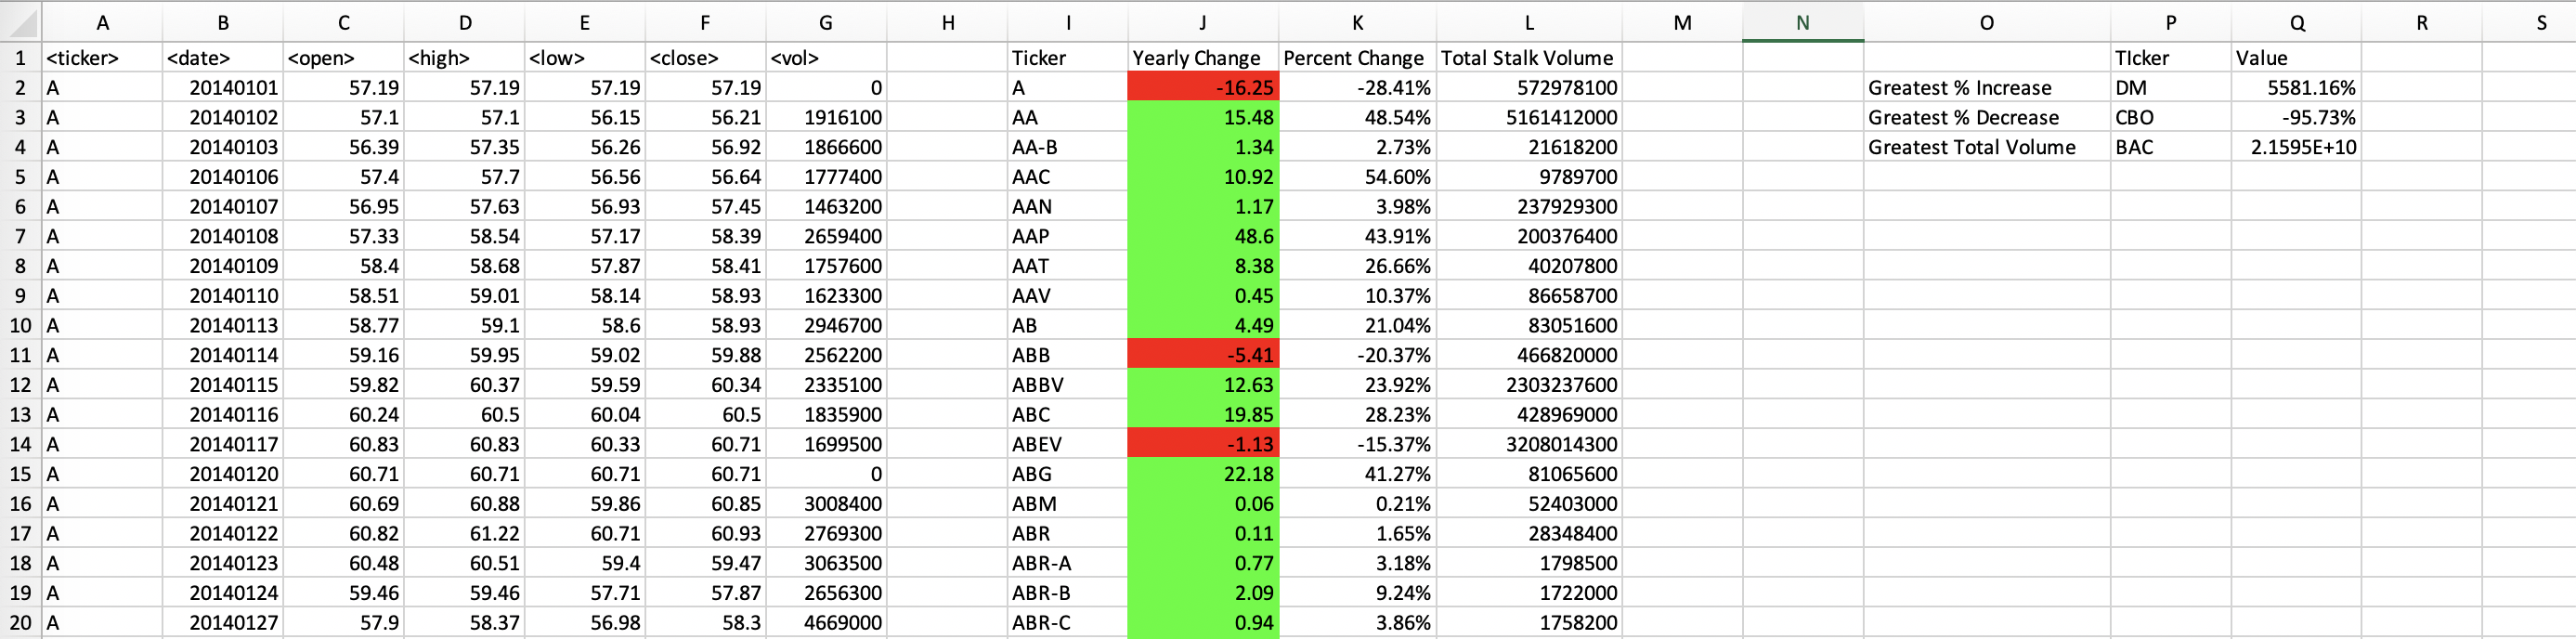 A B C D E F G H I J K L M N O P Q R S
1 <ticker> <date> <open> <high> <low> <close> <vol> Ticker Yearly Change Percent Change Total Stalk Volume TIcker Value
2 A 20140101 57.19 57.19 57.19 57.19 0 A -16.25 -28.41% 572978100 Greatest % Increase DM 5581.16%
3 A 20140102 57.1 57.1 56.15 56.21 1916100 AA 15.48 48.54% 5161412000 Greatest % Decrease CBO -95.73%
4 A 20140103 56.39 57.35 56.26 56.92 1866600 AA-B 1.34 2.73% 21618200 Greatest Total Volume BAC 2.1595E+10
5 A 20140106 57.4 57.7 56.56 56.64 1777400 AAC 10.92 54.60% 9789700
6 A 20140107 56.95 57.63 56.93 57.45 1463200 AAN 1.17 3.98% 237929300
7 A 20140108 57.33 58.54 57.17 58.39 2659400 AAP 48.6 43.91% 200376400
8 A 20140109 58.4 58.68 57.87 58.41 1757600 AAT 8.38 26.66% 40207800
9 A 20140110 58.51 59.01 58.14 58.93 1623300 AAV 0.45 10.37% 86658700
10 A 20140113 58.77 59.1 58.6 58.93 2946700 AB 4.49 21.04% 83051600
11 A 20140114 59.16 59.95 59.02 59.88 2562200 ABB -5.41 -20.37% 466820000
12 A 20140115 59.82 60.37 59.59 60.34 2335100 ABBV 12.63 23.92% 2303237600
13 A 20140116 60.24 60.5 60.04 60.5 1835900 ABC 19.85 28.23% 428969000
14 A 20140117 60.83 60.83 60.33 60.71 1699500 ABEV -1.13 -15.37% 3208014300
15 A 20140120 60.71 60.71 60.71 60.71 0 ABG 22.18 41.27% 81065600
16 A 20140121 60.69 60.88 59.86 60.85 3008400 ABM 0.06 0.21% 52403000
17 A 20140122 60.82 61.22 60.71 60.93 2769300 ABR 0.11 1.65% 28348400
18 A 20140123 60.48 60.51 59.4 59.47 3063500 ABR-A 0.77 3.18% 1798500
19 A 20140124 59.46 59.46 57.71 57.87 2656300 ABR-B 2.09 9.24% 1722000
20 A 20140127 57.9 58.37 56.98 58.3 4669000 ABR-C 0.94 3.86% 1758200